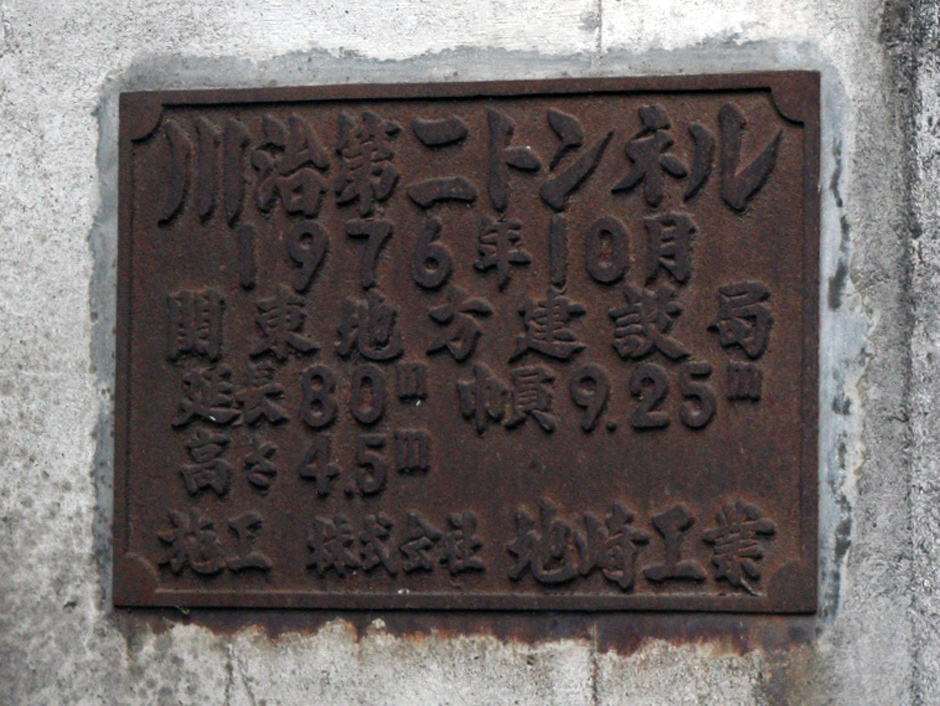 川治第二トンネル
1976年10月
関東地方建設局
延長80m 巾員9.25m
高さ4.5m
施工 株式会社 地崎工業